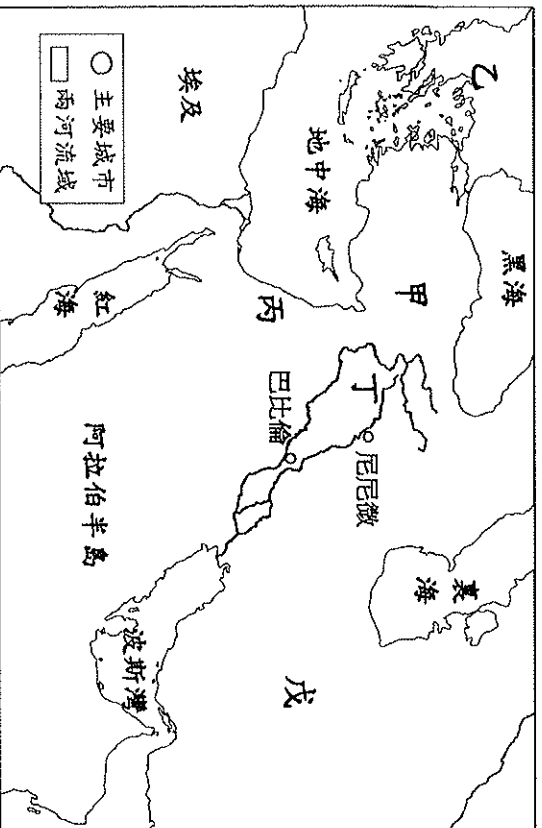 黑海
裏海
乙
甲
地中海
丁
尼尼微
巴比倫
丙
戊
埃及
紅海
阿拉伯半島
波斯灣
○ 主要城市
□ 兩河流域